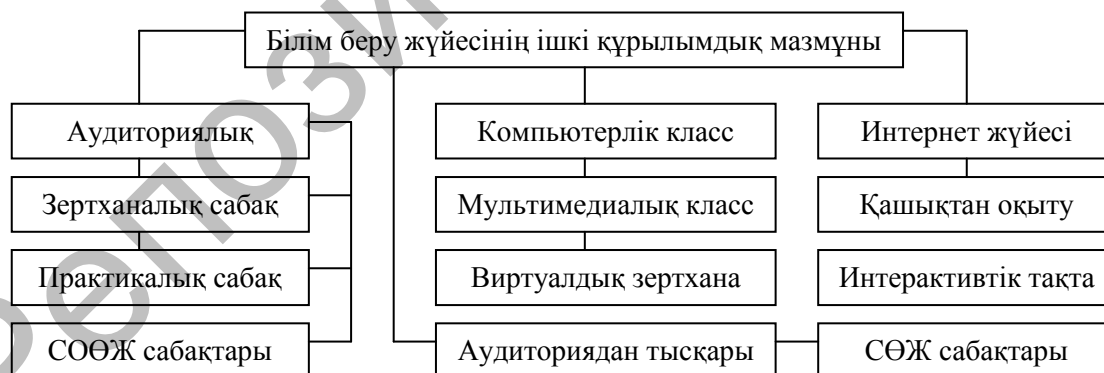 Білім беру жүйесінің ішкі құрылымдық мазмұны
Аудиториялық
Компьютерлік класс
Интернет жүйесі
Зертханалық сабақ
Мультимедиалық класс
Қашықтан оқыту
Практикалық сабақ
Виртуалдық зертхана
Интерактивтік тақта
СОӨЖ сабақтары
Аудиториядан тысқары
СӨЖ сабақтары